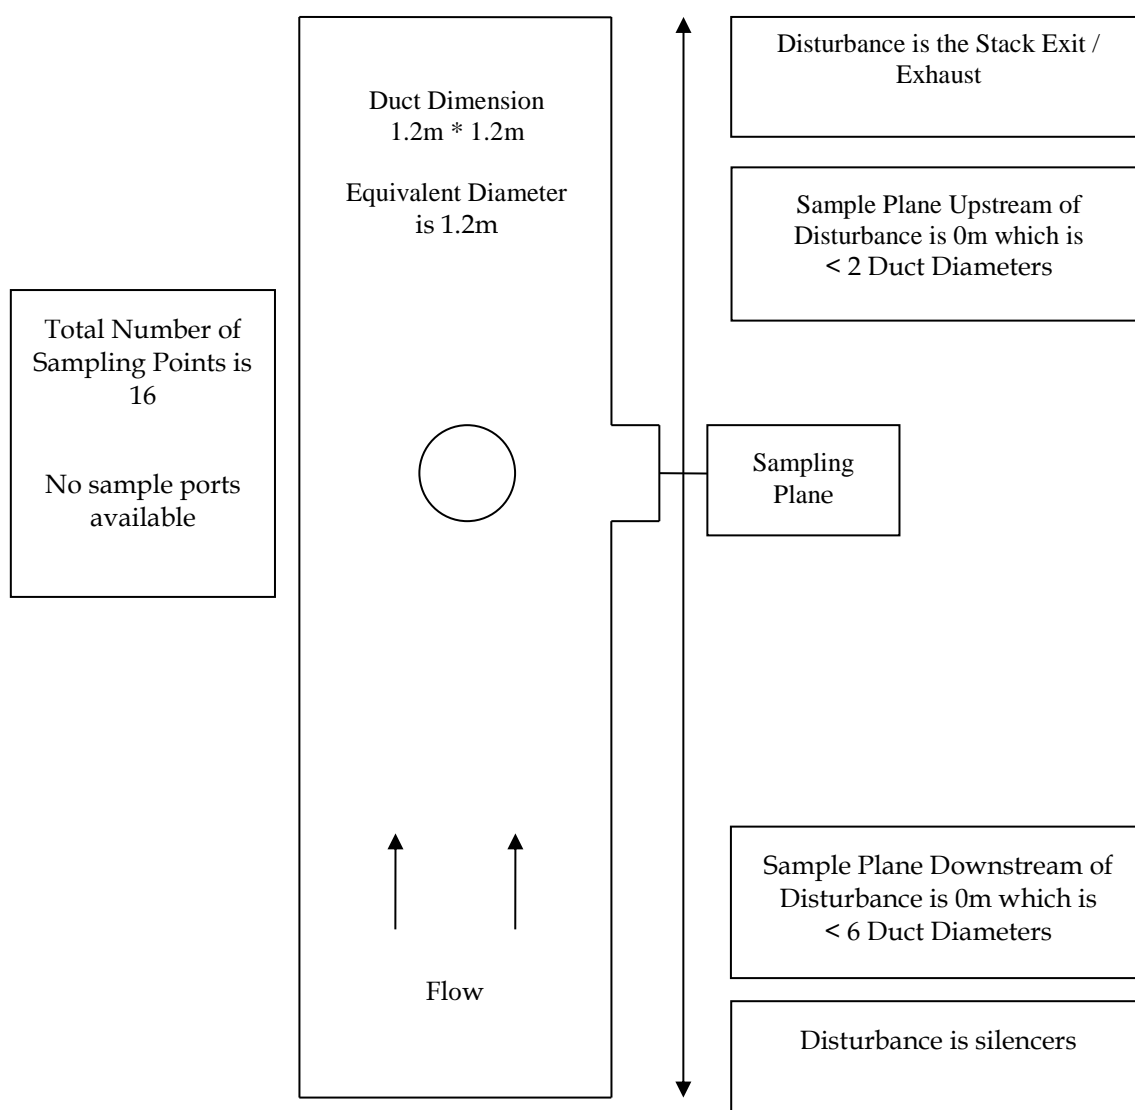 Disturbance is the Stack Exit /
Exhaust
Duct Dimension
1.2m * 1.2m
Equivalent Diameter
is 1.2m
Sample Plane Upstream of
Disturbance is 0m which is
< 2 Duct Diameters
Total Number of
Sampling Points is
16
No sample ports
available
Sampling
Plane
Sample Plane Downstream of
Disturbance is 0m which is
< 6 Duct Diameters
Flow
Disturbance is silencers